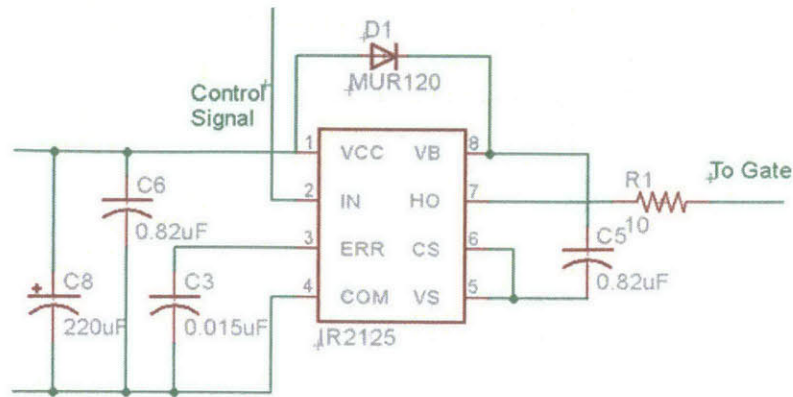 D1
MUR120
Control
Signal
1 VCC VB 8
2 IN HO 7
3 ERR CS 6
4 COM VS 5
IR2125
C6
0.82uF
C8
+
220uF
C3
0.015uF
R1
10
To Gate
C5
0.82uF